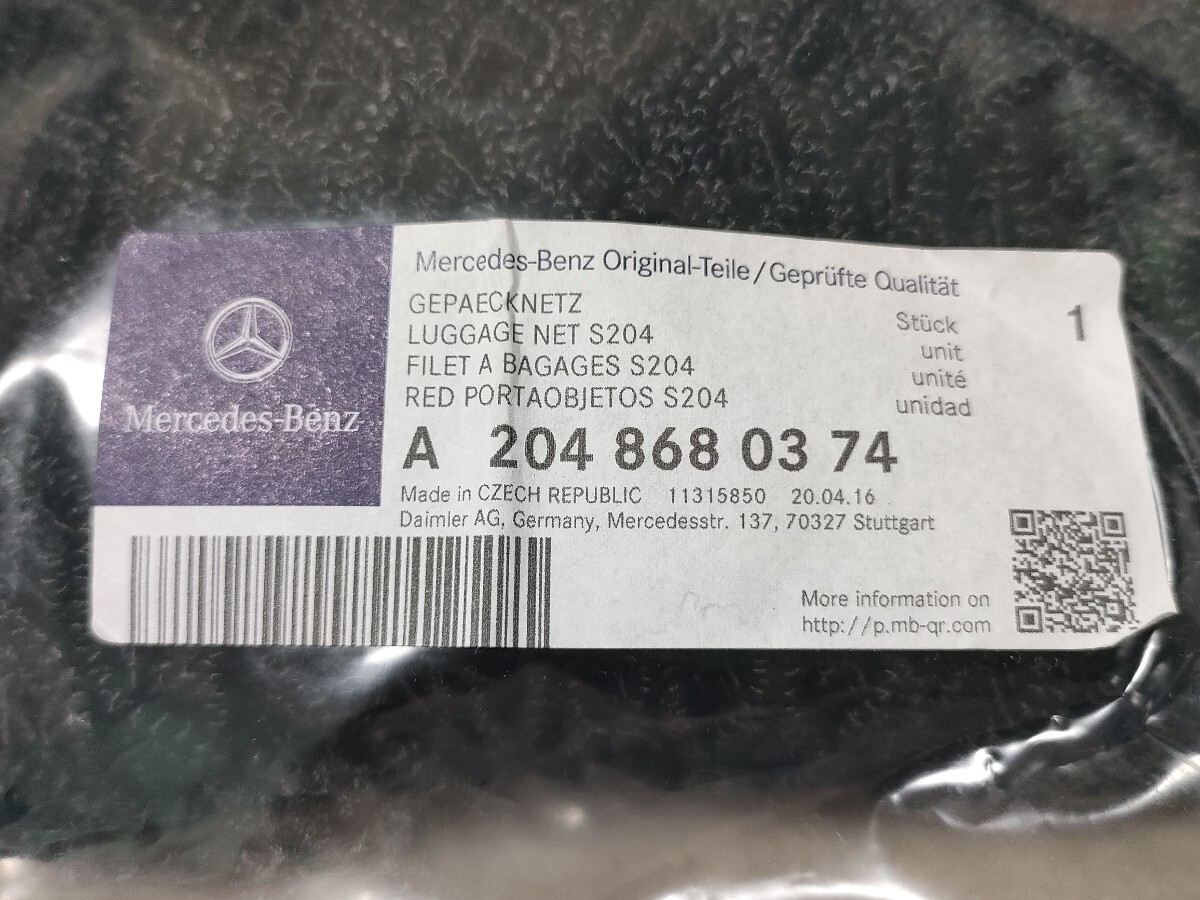 Mercedes-Benz
Mercedes-Benz Original-Teile/Geprüfte Qualität
GEPAECKNETZ
LUGGAGE NET S204
FILET A BAGAGES S204
RED PORTAOBJETOS S204
Stück 1
unit
unité
unidad
A 204 868 03 74
Made in CZECH REPUBLIC 11315850 20.04.16
Daimler AG, Germany, Mercedesstr. 137, 70327 Stuttgart
More information on
http://p.mb-qr.com